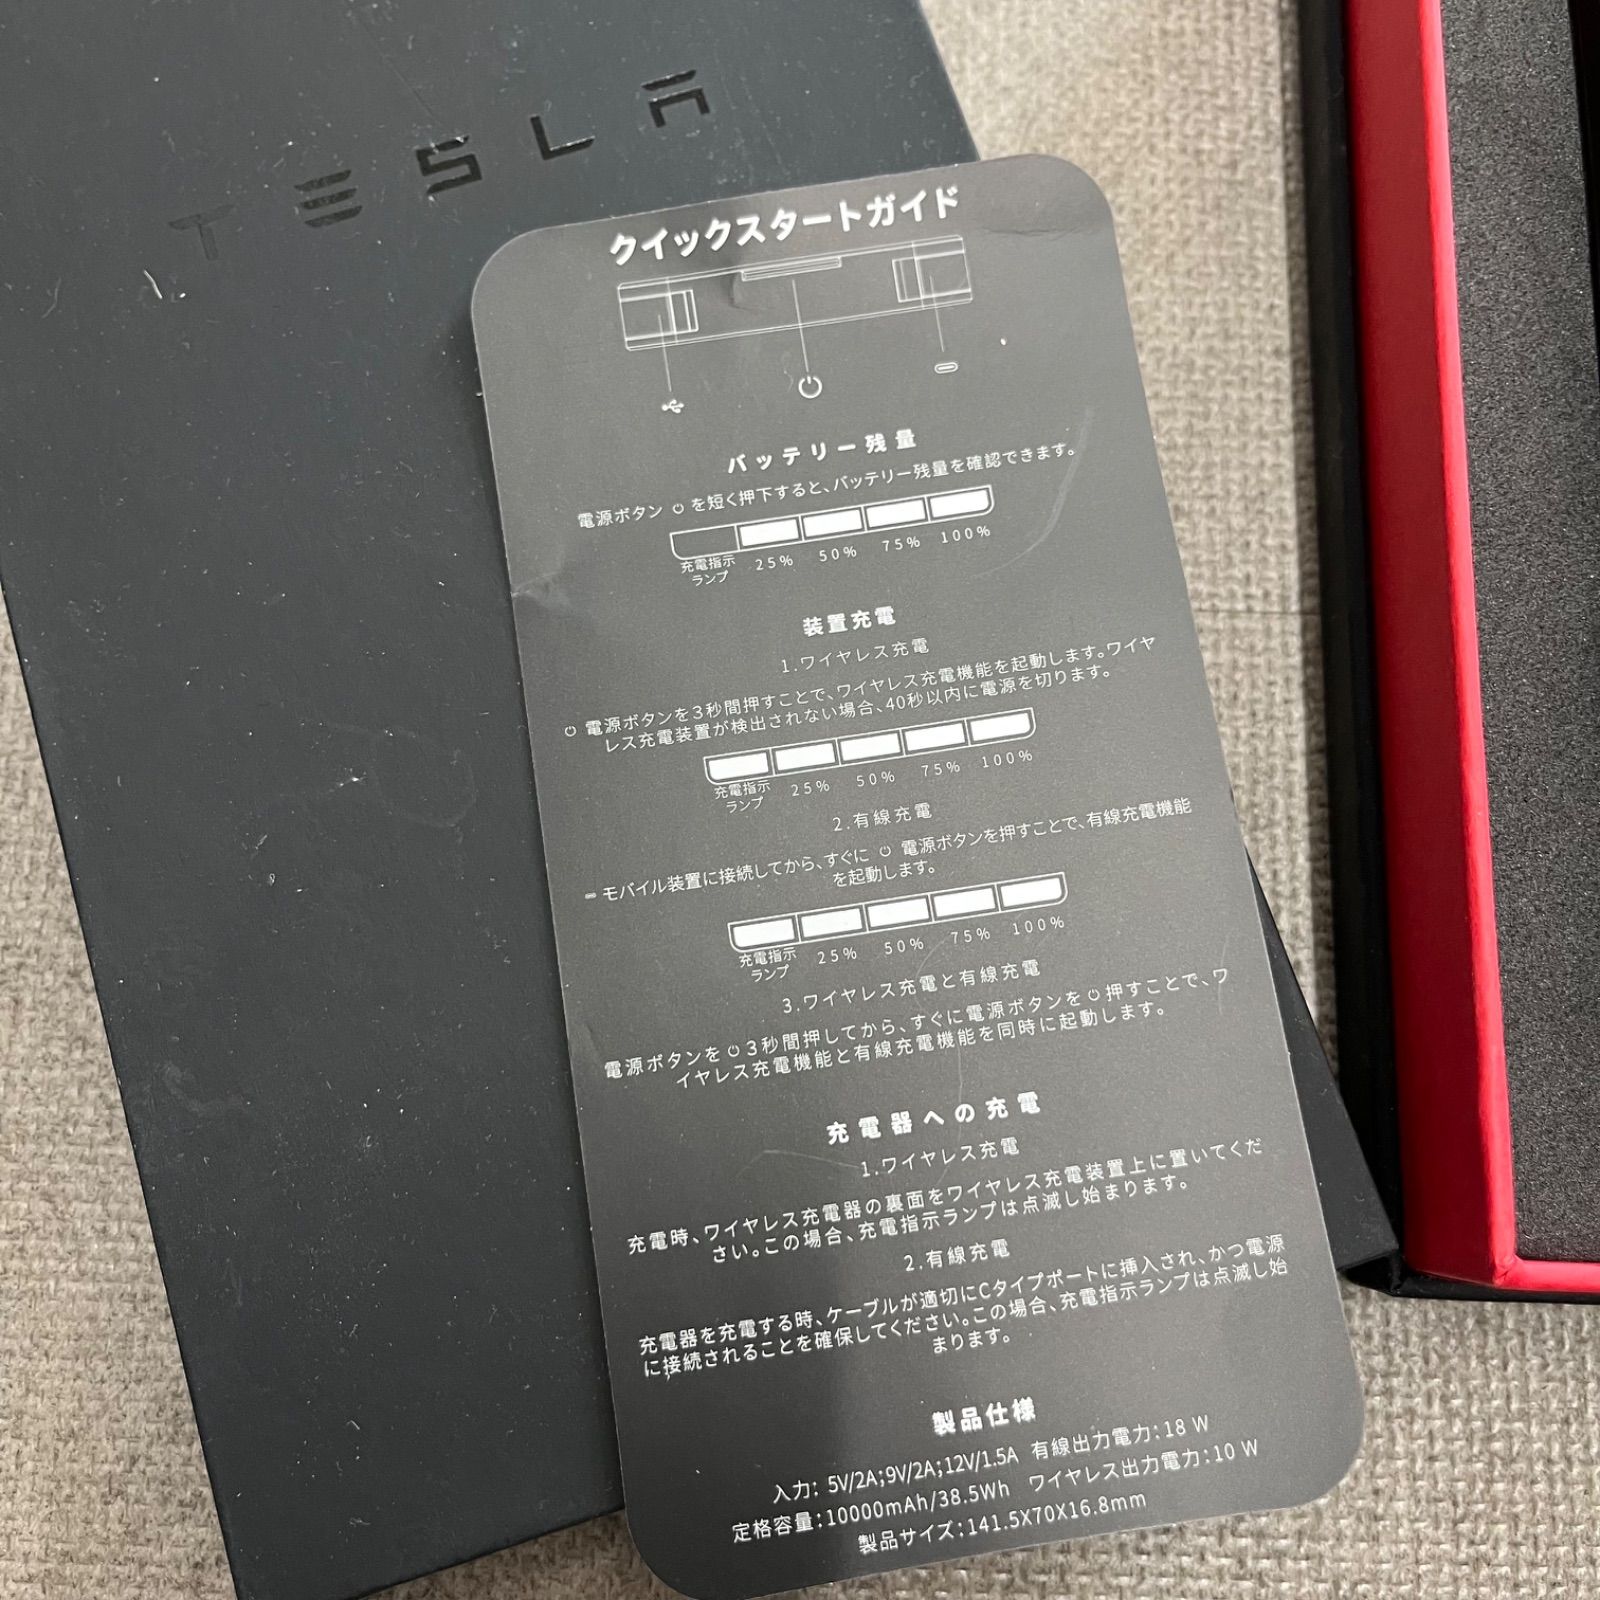 TESLA
クイックスタートガイド
バッテリー残量
電源ボタン を短く押下すると、バッテリー残量を確認できます。
充電指示
ランプ
25% 50% 75% 100%
装置充電
1.ワイヤレス充電
電源ボタンを3秒間押すことで、ワイヤレス充電機能を起動します。ワイヤ
レス充電装置が検出されない場合、40秒以内に電源を切ります。
充電指示
ランプ
25% 50% 75% 100%
2.有線充電
モバイル装置に接続してから、すぐに 電源ボタンを押すことで、有線充電機能
を起動します。
充電指示
ランプ
25% 50% 75% 100%
3.ワイヤレス充電と有線充電
電源ボタンを 3秒間押してから、すぐに電源ボタンを 押すことで、ワ
イヤレス充電機能と有線充電機能を同時に起動します。
充電器への充電
1.ワイヤレス充電
充電時、ワイヤレス充電器の裏面をワイヤレス充電装置上に置いてくだ
さい。この場合、充電指示ランプは点滅し始まります。
2.有線充電
充電器を充電する時、ケーブルが適切にCタイプポートに挿入され、かつ電源
に接続されることを確保してください。この場合、充電指示ランプは点滅し始
まります。
製品仕様
入力: 5V/2A;9V/2A;12V/1.5A 有線出力電力:18 W
定格容量:10000mAh/38.5Wh ワイヤレス出力電力:10 W
製品サイズ:141.5X70X16.8mm